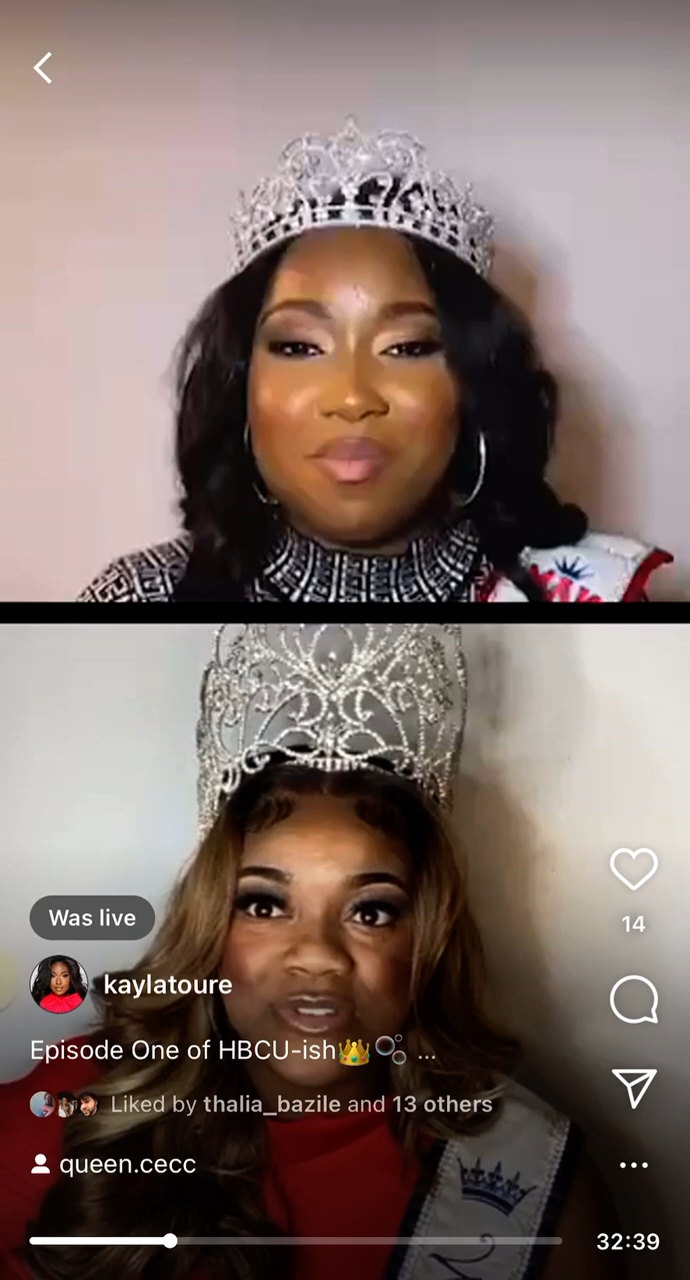 Was live
kaylatoure
Episode One of HBCU-ish👑🫧 ...
Liked by thalia_bazile and 13 others
queen.cecc
14
32:39